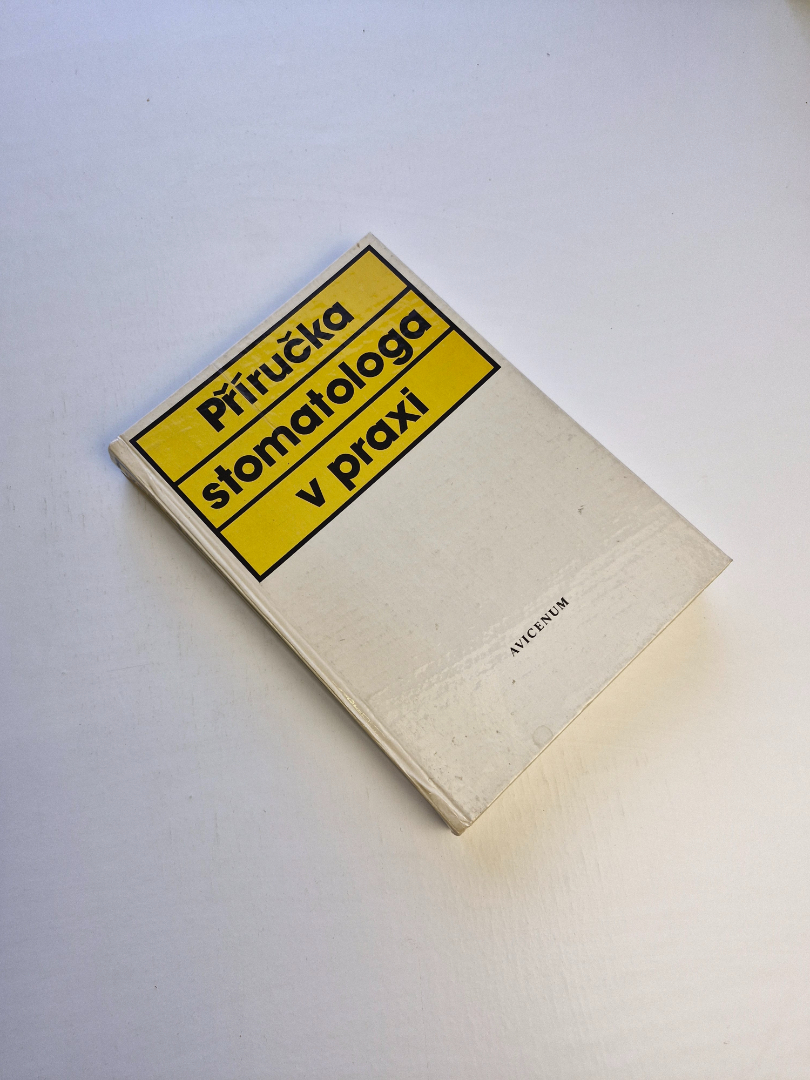 Příručka
stomatologa
v praxi
AVICENUM